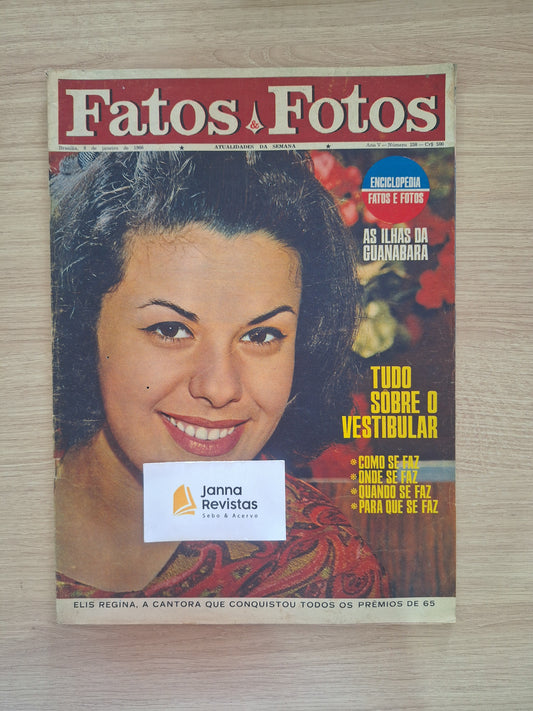 Fatos & Fotos
Brasília, 8 de janeiro de 1966 ★ ATUALIDADES DA SEMANA ★ Ano V — Número 258 — Cr$ 500
ENCICLOPEDIA
FATOS E FOTOS
AS ILHAS DA
GUANABARA
TUDO
SOBRE O
VESTIBULAR
* COMO SE FAZ
* ONDE SE FAZ
* QUANDO SE FAZ
* PARA QUE SE FAZ
Janna
Revistas
Sebo & Acervo
ELIS REGINA, A CANTORA QUE CONQUISTOU TODOS OS PRÊMIOS DE 65